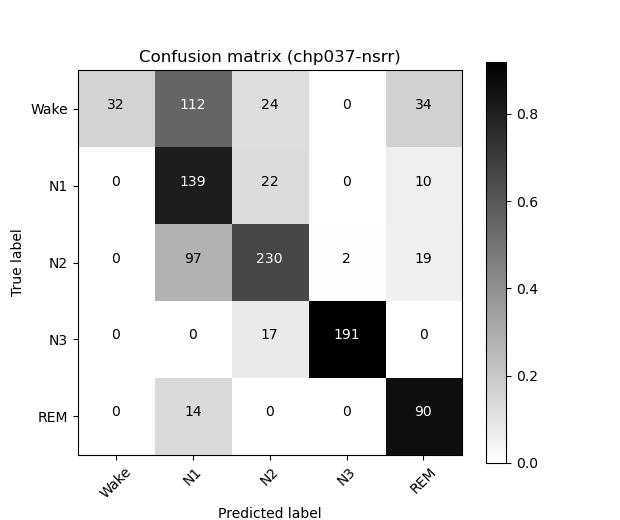 Confusion matrix (chp037-nsrr)
Wake 32 112 24 0 34
N1 0 139 22 0 10
N2 0 97 230 2 19
N3 0 0 17 191 0
REM 0 14 0 0 90
Wake N1 N2 N3 REM
Predicted label
True label
0.8
0.6
0.4
0.2
0.0